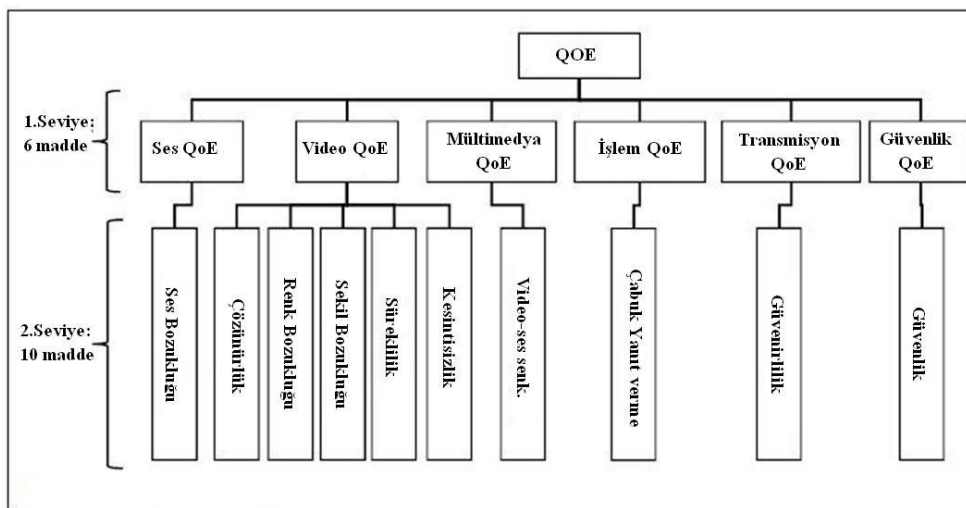 QOE
1.Seviye:
6 madde
Ses QoE
Video QoE
Mültimedya
QoE
İşlem QoE
Transmisyon
QoE
Güvenlik
QoE
2.Seviye:
10 madde
Ses Bozukluğu
Çözünürlük
Renk Bozukluğu
Sekil Bozukluğu
Süreklilik
Kesintisizlik
Video-ses senk.
Çabuk Yanıt verme
Güvenirlilik
Güvenlik